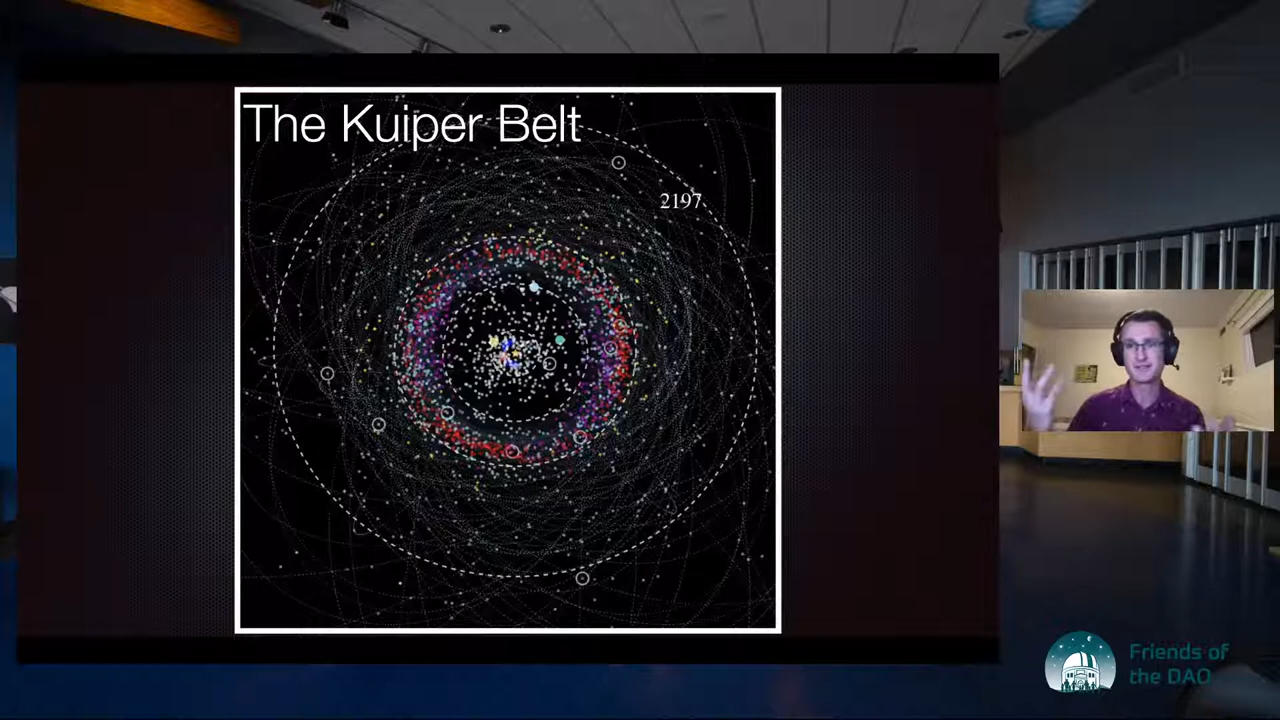 The Kuiper Belt
2197
Friends of
the DAO